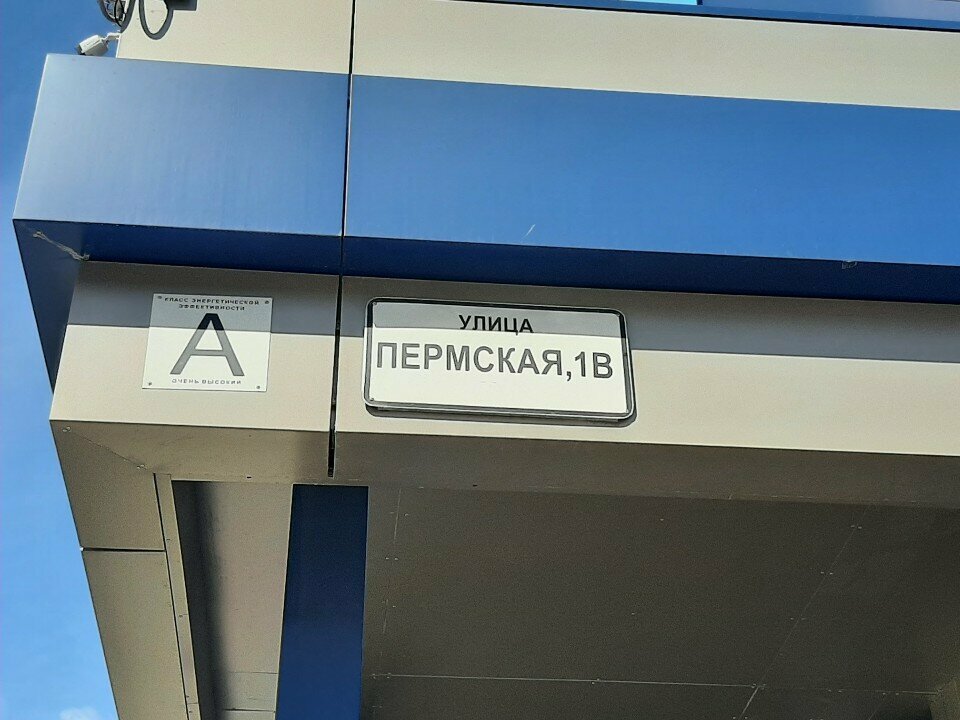 КЛАСС ЭНЕРГЕТИЧЕСКОЙ
ЭФФЕКТИВНОСТИ
А
ОЧЕНЬ ВЫСОКИЙ
УЛИЦА
ПЕРМСКАЯ,1В